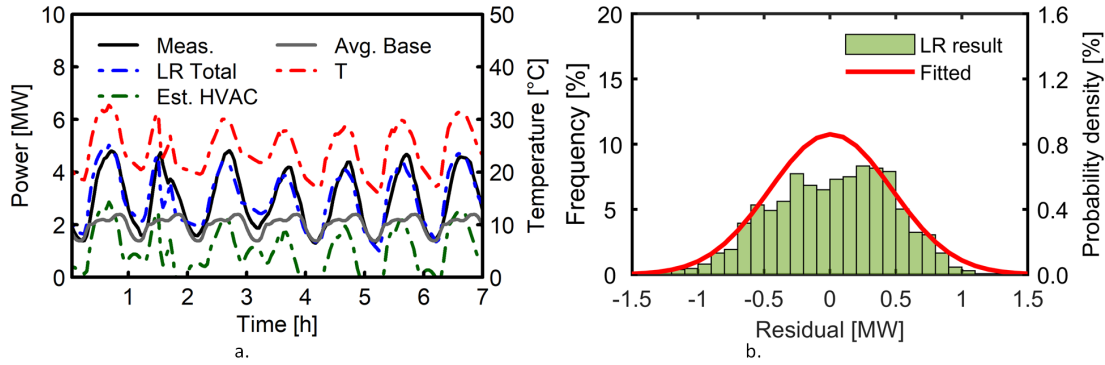 10
8
6
4
2
0
Power [MW]
Meas.
Avg. Base
LR Total
T
Est. HVAC
50
40
30
20
10
0
Temperature [°C]
1 2 3 4 5 6 7
Time [h]
a.
20
15
10
5
0
Frequency [%]
LR result
Fitted
1.6
1.2
0.8
0.4
0.0
Probability density [%]
-1.5 -1 -0.5 0 0.5 1 1.5
Residual [MW]
b.